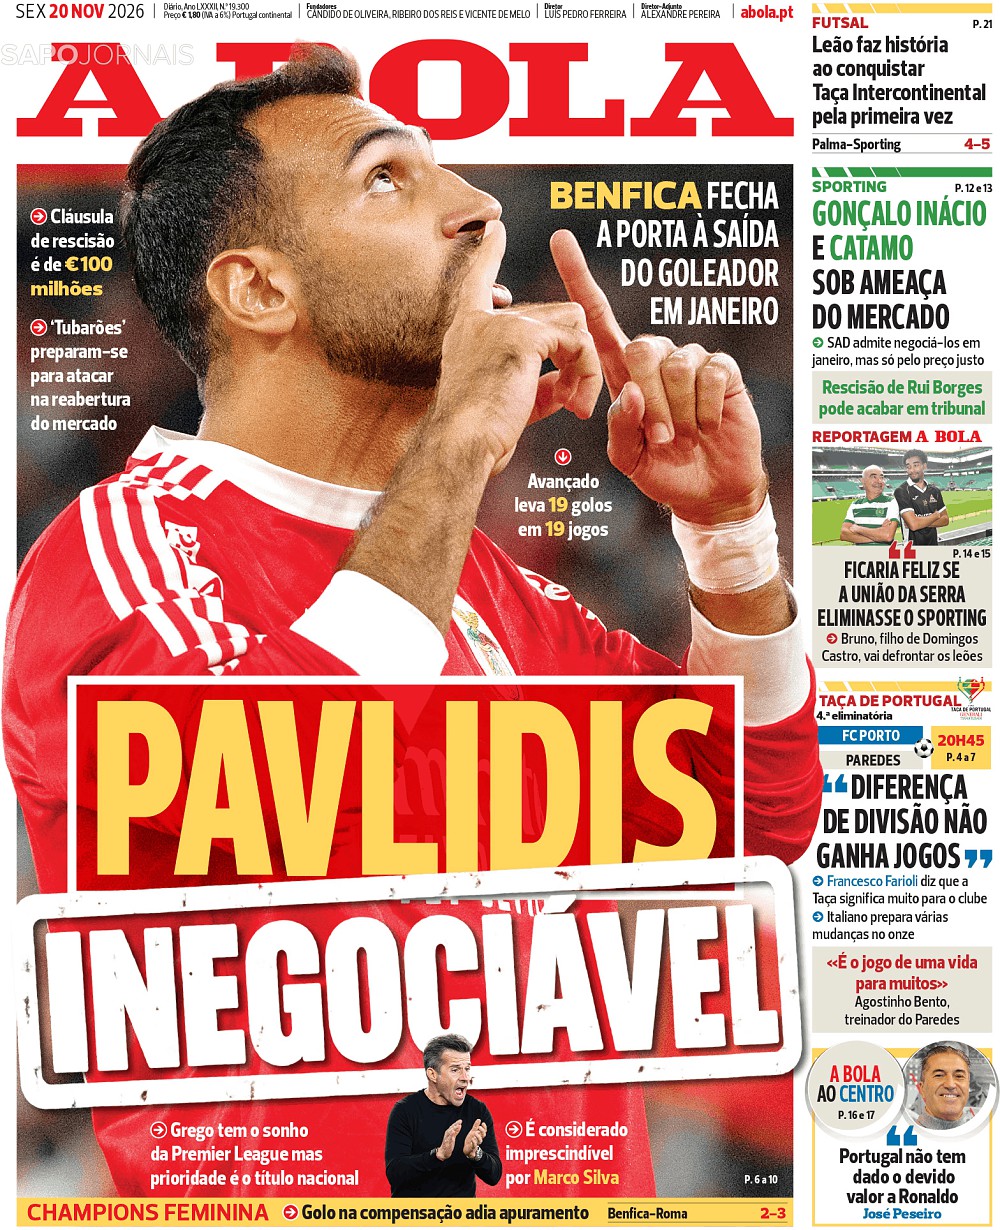 SEX 20 NOV 2026
Diário, Ano LXXXII, N.º 19.300
Preço € 1,80 (IVA a 6%) Portugal continental
Fundadores
CÂNDIDO DE OLIVEIRA, RIBEIRO DOS REIS E VICENTE DE MELO
Diretor
LUÍS PEDRO FERREIRA
Diretor-Adjunto
ALEXANDRE PEREIRA
abola.pt
SAPOJORNAIS
A BOLA
Cláusula
de rescisão
é de €100
milhões
'Tubarões'
preparam-se
para atacar
na reabertura
do mercado
BENFICA FECHA
A PORTA À SAÍDA
DO GOLEADOR
EM JANEIRO
Avançado
leva 19 golos
em 19 jogos
PAVLIDIS
INEGOCIÁVEL
Grego tem o sonho
da Premier League mas
prioridade é o título nacional
É considerado
imprescindível
por Marco Silva
P. 6 a 10
CHAMPIONS FEMININA
Golo na compensação adia apuramento
Benfica-Roma 2-3
FUTSAL
P. 21
Leão faz história
ao conquistar
Taça Intercontinental
pela primeira vez
Palma-Sporting 4-5
SPORTING
P. 12 e 13
GONÇALO INÁCIO
E CATAMO
SOB AMEAÇA
DO MERCADO
SAD admite negociá-los em
janeiro, mas só pelo preço justo
Rescisão de Rui Borges
pode acabar em tribunal
REPORTAGEM A BOLA
P. 14 e 15
"
FICARIA FELIZ SE
A UNIÃO DA SERRA
ELIMINASSE O SPORTING
Bruno, filho de Domingos
Castro, vai defrontar os leões
TAÇA DE PORTUGAL
4.ª eliminatória
TAÇA DE PORTUGAL
GENERALI
FC PORTO
PAREDES
20H45
P. 4 a 7
"DIFERENÇA
DE DIVISÃO NÃO
GANHA JOGOS"
Francesco Farioli diz que a
Taça significa muito para o clube
Italiano prepara várias
mudanças no onze
«É o jogo de uma vida
para muitos»
Agostinho Bento,
treinador do Paredes
A BOLA
AO CENTRO
P. 16 e 17
"
Portugal não tem
dado o devido
valor a Ronaldo
José Peseiro